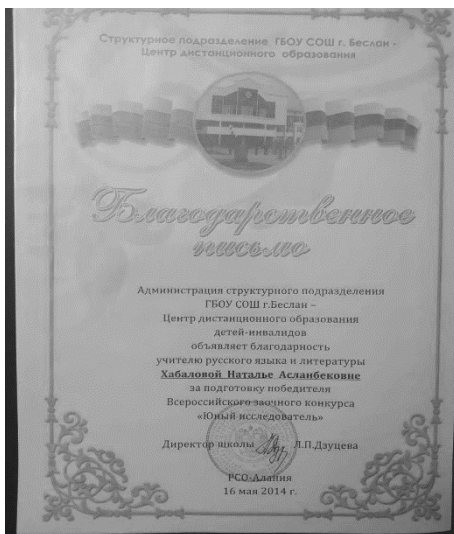 Структурное подразделение ГБОУ СОШ г. Беслан -
Центр дистанционного образования
Благодарственное
письмо
Администрация структурного подразделения
ГБОУ СОШ г.Беслан –
Центр дистанционного образования
детей-инвалидов
объявляет благодарность
учителю русского языка и литературы
Хабаловой Наталье Асланбековне
за подготовку победителя
Всероссийского заочного конкурса
«Юный исследователь»
Директор школы Л.П.Дзуцева
РСО-Алания
16 мая 2014 г.